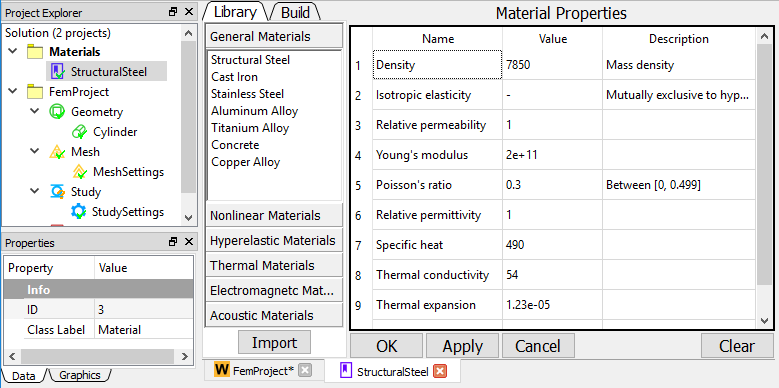 Project Explorer
Solution (2 projects)
Materials
StructuralSteel
FemProject
Geometry
Cylinder
Mesh
MeshSettings
Study
StudySettings
Properties
Property Value
Info
ID 3
Class Label Material
Data Graphics
Library Build
General Materials
Structural Steel
Cast Iron
Stainless Steel
Aluminum Alloy
Titanium Alloy
Concrete
Copper Alloy
Nonlinear Materials
Hyperelastic Materials
Thermal Materials
Electromagnetc Mat...
Acoustic Materials
Import
Material Properties
Name Value Description
1 Density 7850 Mass density
2 Isotropic elasticity - Mutually exclusive to hyp...
3 Relative permeability 1
4 Young's modulus 2e+11
5 Poisson's ratio 0.3 Between [0, 0.499]
6 Relative permittivity 1
7 Specific heat 490
8 Thermal conductivity 54
9 Thermal expansion 1.23e-05
OK Apply Cancel Clear
W FemProject* StructuralSteel